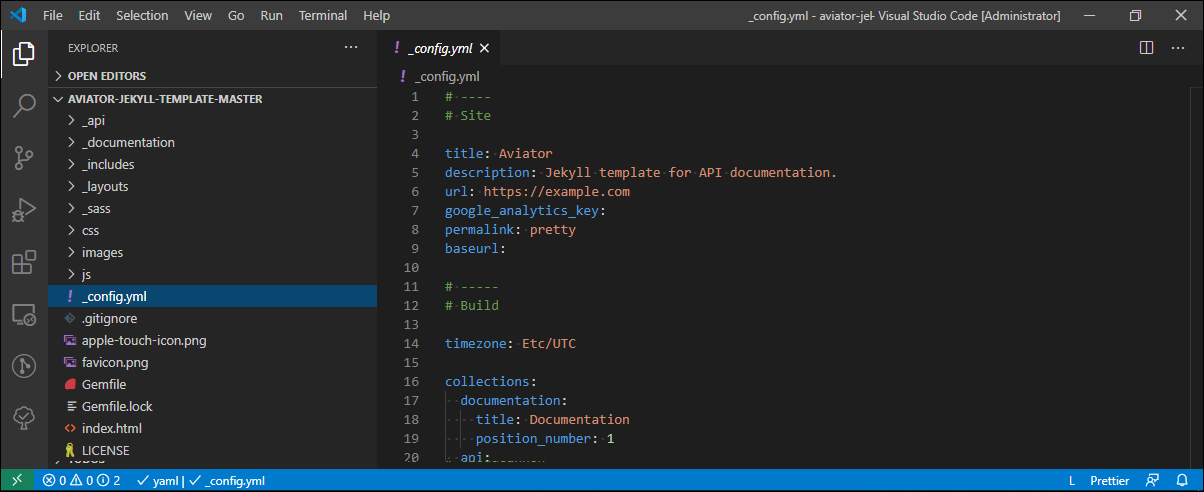 File Edit Selection View Go Run Terminal Help _config.yml - aviator-jel- Visual Studio Code [Administrator]
EXPLORER
OPEN EDITORS
AVIATOR-JEKYLL-TEMPLATE-MASTER
_api
_documentation
_includes
_layouts
_sass
css
images
js
_config.yml
.gitignore
apple-touch-icon.png
favicon.png
Gemfile
Gemfile.lock
index.html
LICENSE
_config.yml
_config.yml
1 # ----
2 # Site
3
4 title: Aviator
5 description: Jekyll template for API documentation.
6 url: https://example.com
7 google_analytics_key:
8 permalink: pretty
9 baseurl:
10
11 # -----
12 # Build
13
14 timezone: Etc/UTC
15
16 collections:
17 documentation:
18 title: Documentation
19 position_number: 1
20 api:
0 0 2 yaml | _config.yml L Prettier